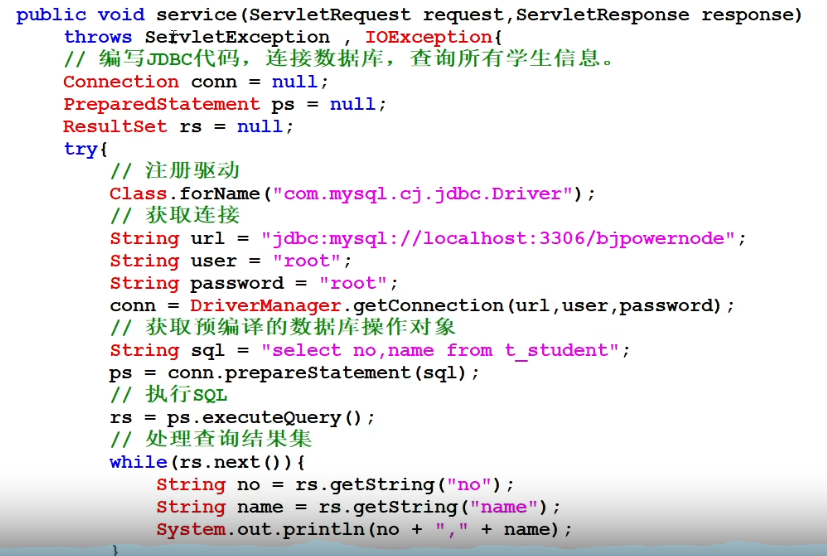 public void service(ServletRequest request,ServletResponse response)
    throws ServletException , IOException{
    // 编写JDBC代码，连接数据库，查询所有学生信息。
    Connection conn = null;
    PreparedStatement ps = null;
    ResultSet rs = null;
    try{
        // 注册驱动
        Class.forName("com.mysql.cj.jdbc.Driver");
        // 获取连接
        String url = "jdbc:mysql://localhost:3306/bjpowernode";
        String user = "root";
        String password = "root";
        conn = DriverManager.getConnection(url,user,password);
        // 获取预编译的数据库操作对象
        String sql = "select no,name from t_student";
        ps = conn.prepareStatement(sql);
        // 执行SQL
        rs = ps.executeQuery();
        // 处理查询结果集
        while(rs.next()){
            String no = rs.getString("no");
            String name = rs.getString("name");
            System.out.println(no + "," + name);
        }